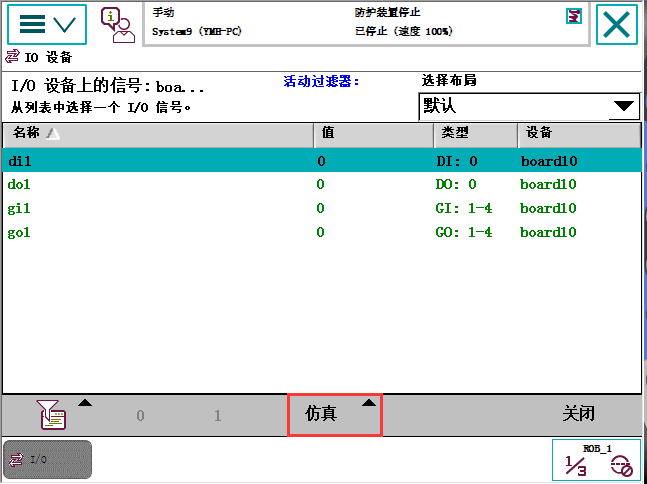 手动
System9 (YMH-PC)
防护装置停止
已停止 (速度 100%)
IO 设备
I/O 设备上的信号: boa...
活动过滤器:
选择布局
从列表中选择一个 I/O 信号。
默认
名称 值 类型 设备
di1 0 DI: 0 board10
do1 0 DO: 0 board10
gi1 0 GI: 1-4 board10
go1 0 GO: 1-4 board10
0 1 仿真 关闭
I/O
ROB_1
1/3